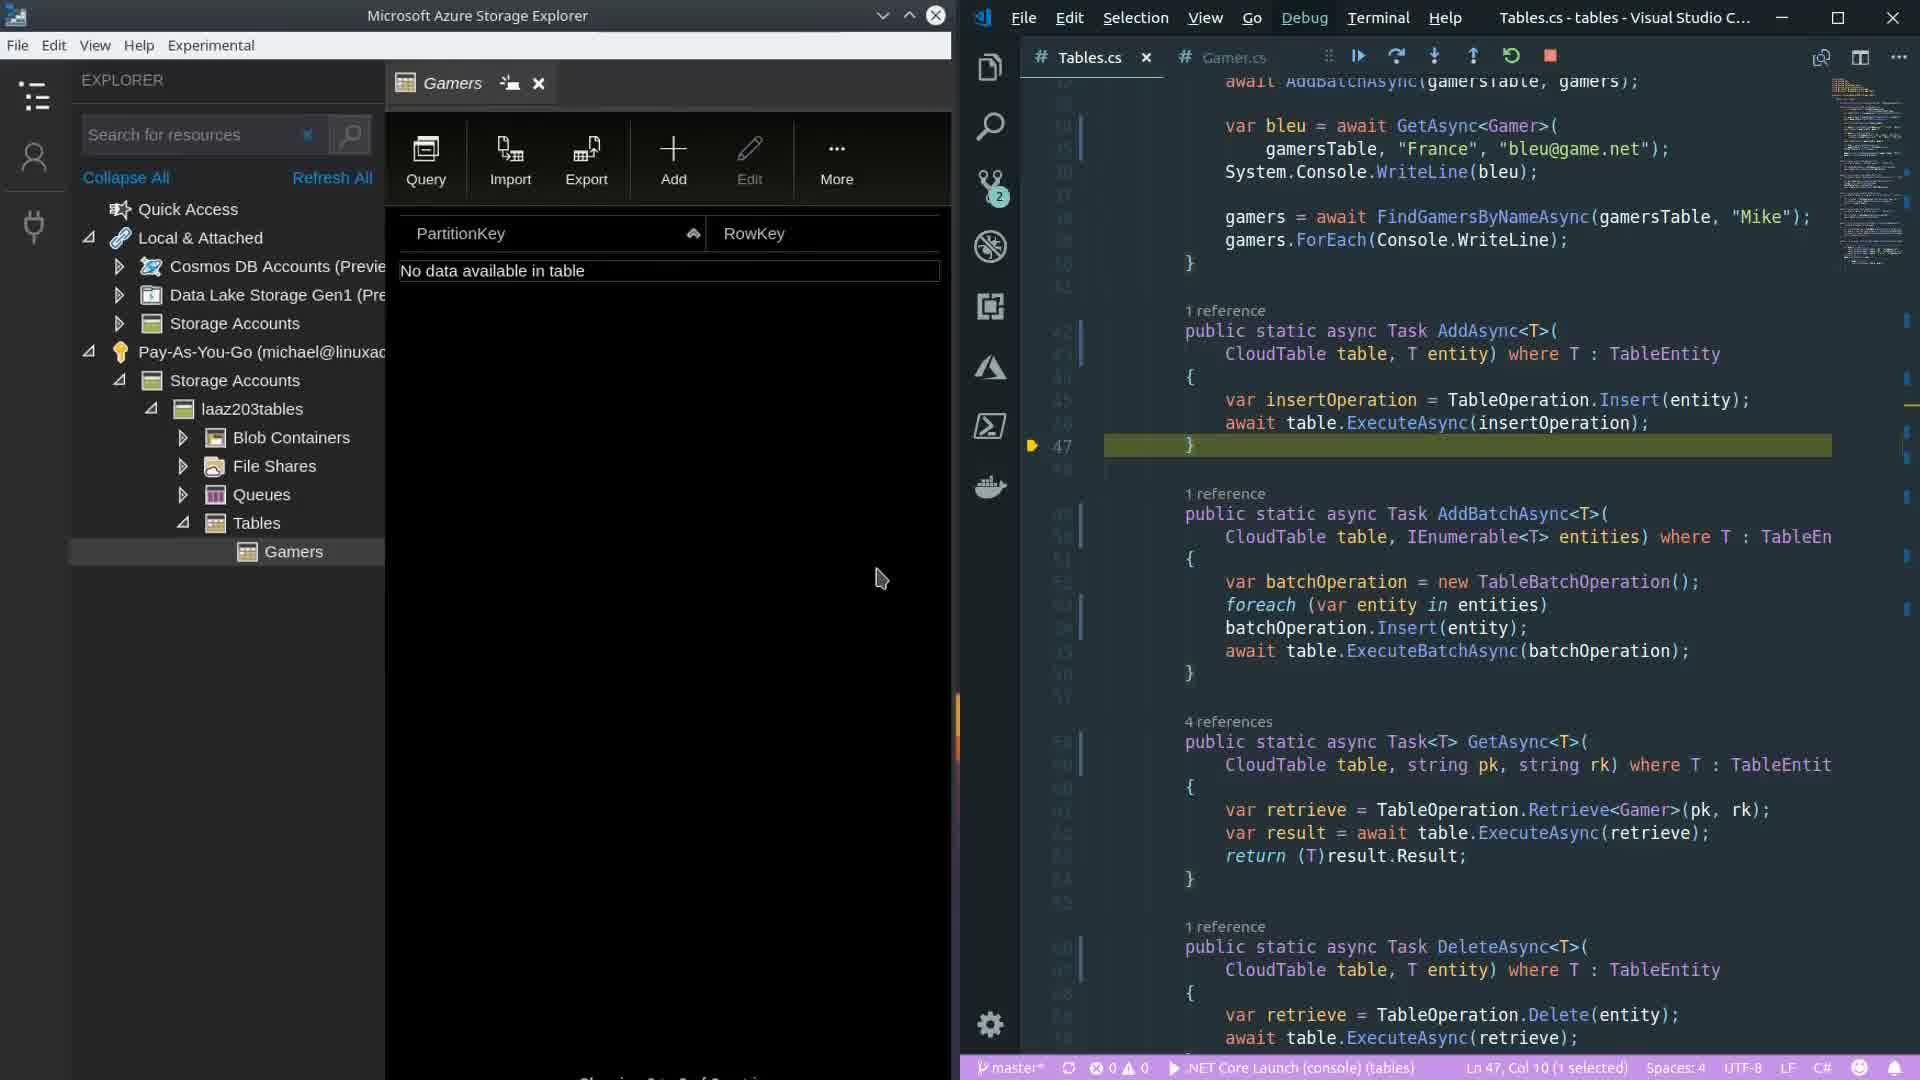 Microsoft Azure Storage Explorer
File Edit View Help Experimental
EXPLORER
Search for resources
Collapse All Refresh All
Quick Access
Local & Attached
Cosmos DB Accounts (Previe
Data Lake Storage Gen1 (Pre
Storage Accounts
Pay-As-You-Go (michael@linuxac
Storage Accounts
laaz203tables
Blob Containers
File Shares
Queues
Tables
Gamers
Gamers
Query Import Export Add Edit More
PartitionKey RowKey
No data available in table
File Edit Selection View Go Debug Terminal Help Tables.cs - tables - Visual Studio C...
# Tables.cs # Gamer.cs
2
await AddBatchAsync(gamersTable, gamers);
var bleu = await GetAsync<Gamer>(
gamersTable, "France", "bleu@game.net");
System.Console.WriteLine(bleu);
gamers = await FindGamersByNameAsync(gamersTable, "Mike");
gamers.ForEach(Console.WriteLine);
}
1 reference
public static async Task AddAsync<T>(
CloudTable table, T entity) where T : TableEntity
{
var insertOperation = TableOperation.Insert(entity);
await table.ExecuteAsync(insertOperation);
47 }
1 reference
public static async Task AddBatchAsync<T>(
CloudTable table, IEnumerable<T> entities) where T : TableEn
{
var batchOperation = new TableBatchOperation();
foreach (var entity in entities)
batchOperation.Insert(entity);
await table.ExecuteBatchAsync(batchOperation);
}
4 references
public static async Task<T> GetAsync<T>(
CloudTable table, string pk, string rk) where T : TableEntit
{
var retrieve = TableOperation.Retrieve<Gamer>(pk, rk);
var result = await table.ExecuteAsync(retrieve);
return (T)result.Result;
}
1 reference
public static async Task DeleteAsync<T>(
CloudTable table, T entity) where T : TableEntity
{
var retrieve = TableOperation.Delete(entity);
await table.ExecuteAsync(retrieve);
master* 0 0 .NET Core Launch (console) (tables) Ln 47, Col 10 (1 selected) Spaces: 4 UTF-8 LF C#